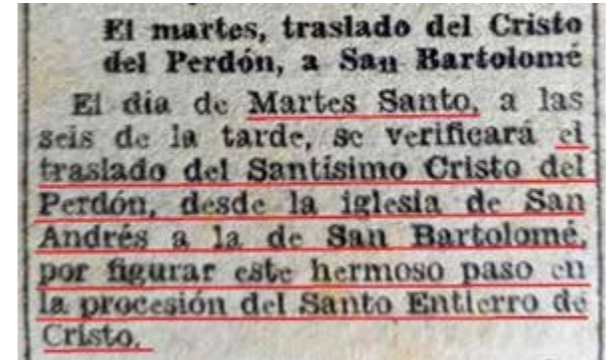 El martes, traslado del Cristo
del Perdón, a San Bartolomé
El dia de Martes Santo, a las
seis de la tarde, se verificará el
traslado del Santísimo Cristo del
Perdón, desde la iglesia de San
Andrés a la de San Bartolomé,
por figurar este hermoso paso en
la procesión del Santo Entierro de
Cristo.